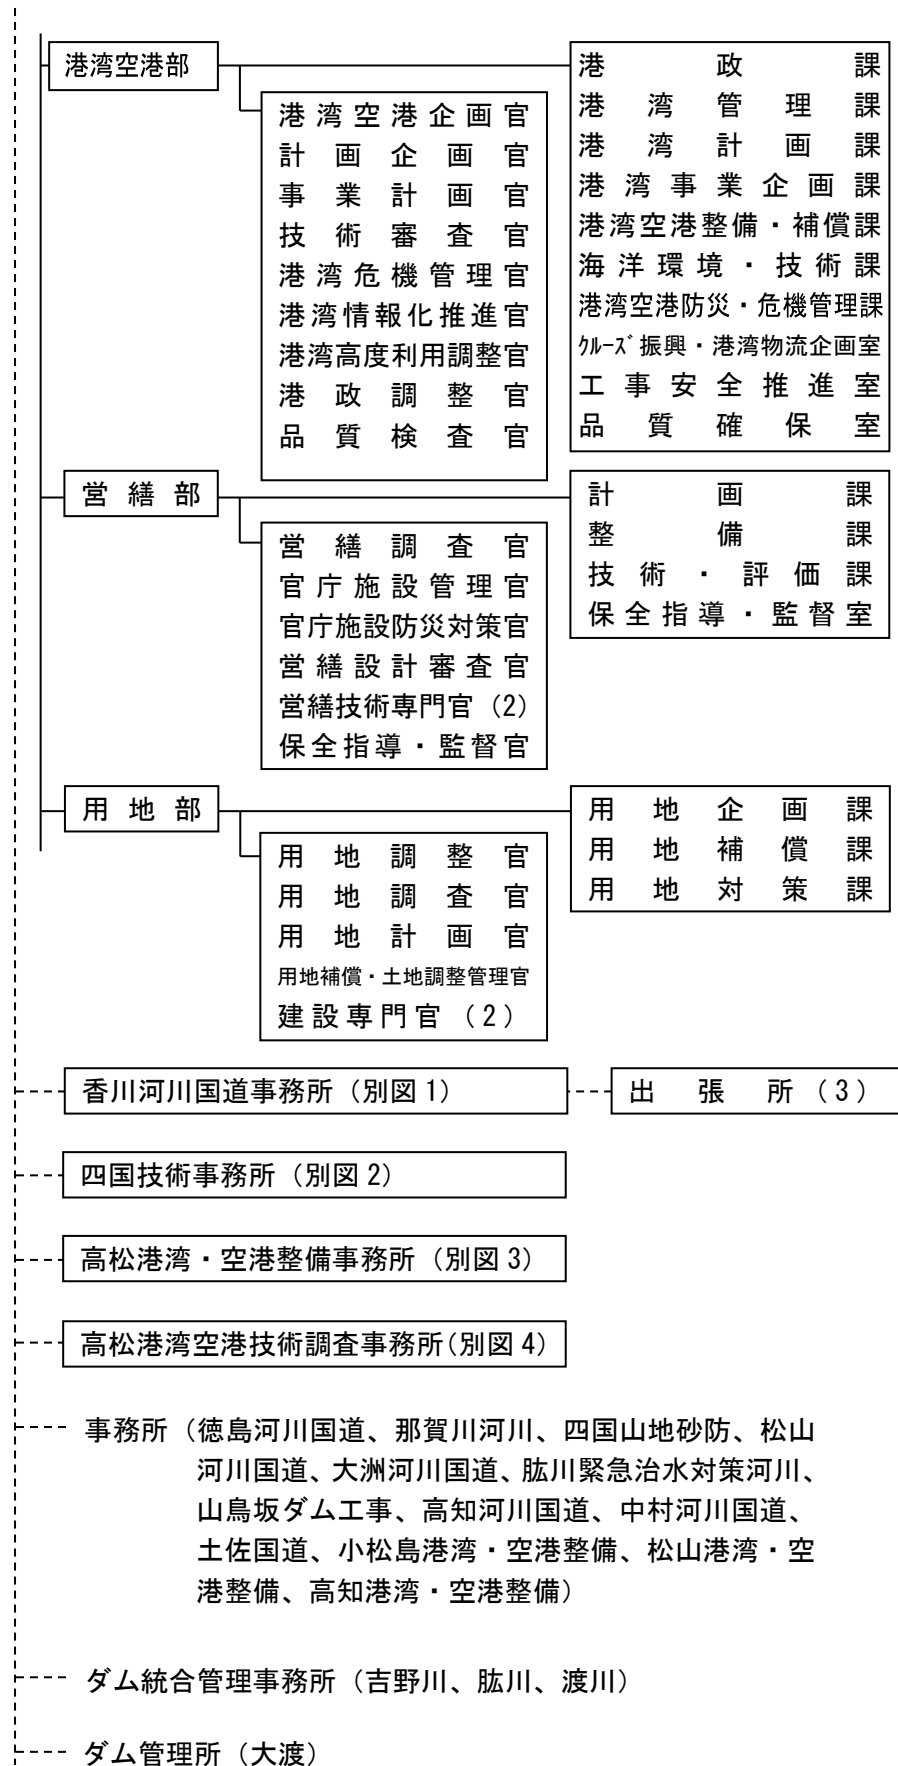 港湾空港部
港政課
港湾管理課
港湾計画課
港湾事業企画課
港湾空港整備・補償課
海洋環境・技術課
港湾空港防災・危機管理課
ｸﾙｰｽﾞ振興・港湾物流企画室
工事安全推進室
品質確保室
港湾空港企画官
計画企画官
事業計画官
技術審査官
港湾危機管理官
港湾情報化推進官
港湾高度利用調整官
港政調整官
品質検査官
営繕部
計画課
整備課
技術・評価課
保全指導・監督室
営繕調査官
官庁施設管理官
官庁施設防災対策官
営繕設計審査官
営繕技術専門官（2）
保全指導・監督官
用地部
用地企画課
用地補償課
用地対策課
用地調整官
用地調査官
用地計画官
用地補償・土地調整管理官
建設専門官（2）
香川河川国道事務所（別図1）
出張所（3）
四国技術事務所（別図2）
高松港湾・空港整備事務所（別図3）
高松港湾空港技術調査事務所(別図4)
事務所（徳島河川国道、那賀川河川、四国山地砂防、松山
河川国道、大洲河川国道、肱川緊急治水対策河川、
山鳥坂ダム工事、高知河川国道、中村河川国道、
土佐国道、小松島港湾・空港整備、松山港湾・空
港整備、高知港湾・空港整備）
ダム統合管理事務所（吉野川、肱川、渡川）
ダム管理所（大渡）